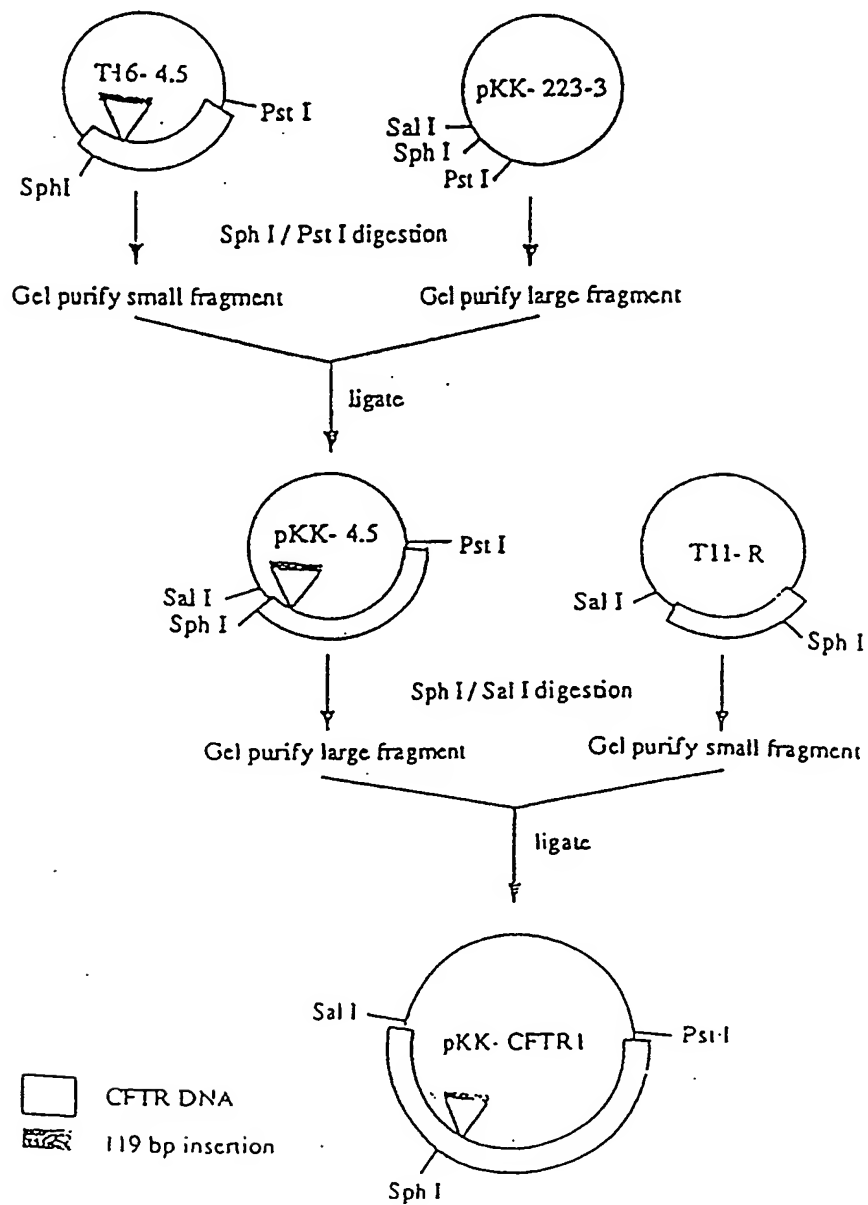 T16-4.5
Pst I
SphI
pKK-223-3
Sal I
Sph I
Pst I
Sph I / Pst I digestion
Gel purify small fragment
Gel purify large fragment
ligate
pKK-4.5
Pst I
Sal I
Sph I
T11-R
Sal I
Sph I
Sph I / Sal I digestion
Gel purify large fragment
Gel purify small fragment
ligate
Sal I
pKK-CFTR1
Pst I
Sph I
CFTR DNA
119 bp insertion